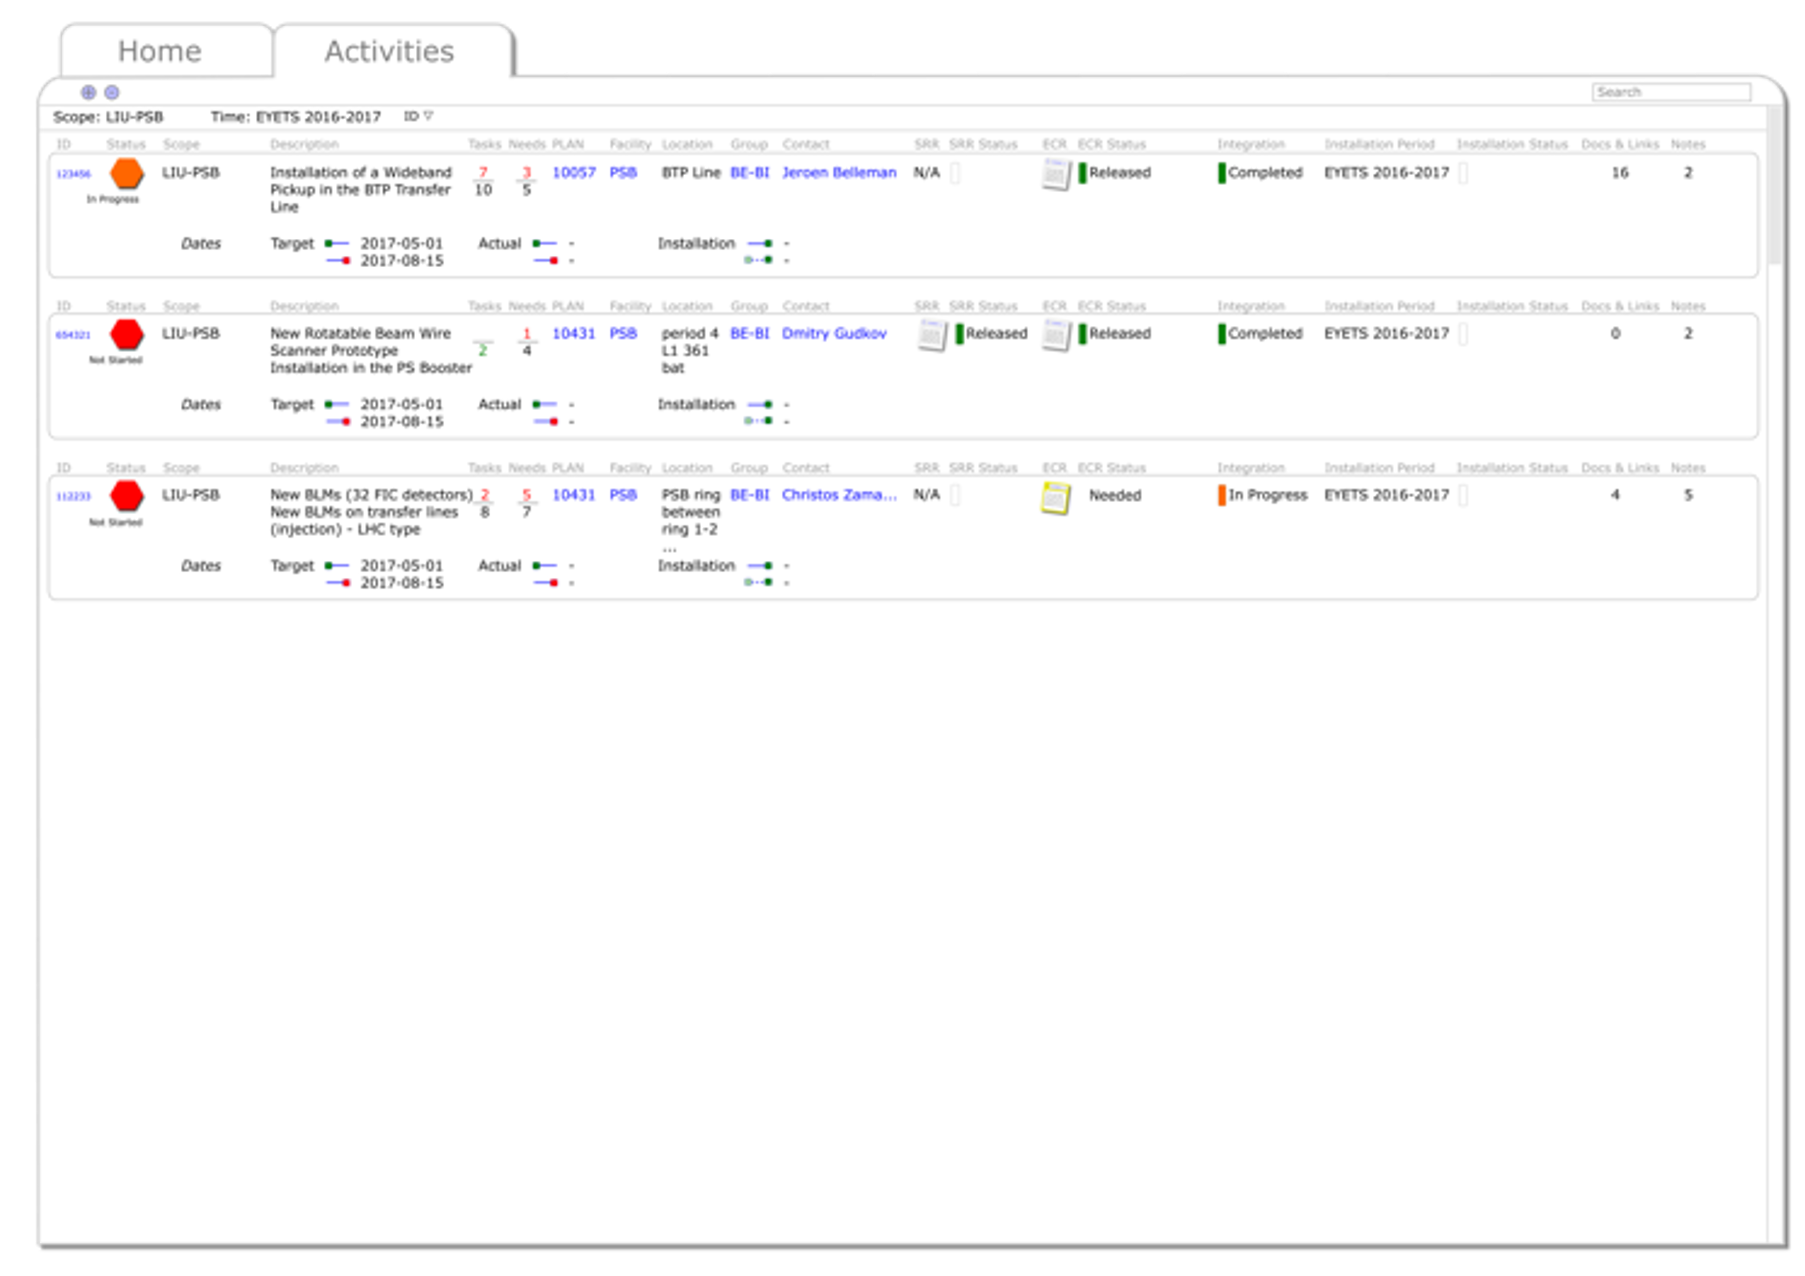 Home Activities
Search
Scope: LIU-PSB Time: EYETS 2016-2017 ID ▽
ID Status Scope Description Tasks Needs PLAN Facility Location Group Contact SRR SRR Status ECR ECR Status Integration Installation Period Installation Status Docs & Links Notes
123456 LIU-PSB Installation of a Wideband 7 3 10057 PSB BTP Line BE-BI Jeroen Belleman N/A Released Completed EYETS 2016-2017 16 2
Pickup in the BTP Transfer 10 5
In Progress
Line
Dates Target 2017-05-01 Actual - Installation -
2017-08-15 - -
ID Status Scope Description Tasks Needs PLAN Facility Location Group Contact SRR SRR Status ECR ECR Status Integration Installation Period Installation Status Docs & Links Notes
654321 LIU-PSB New Rotatable Beam Wire 1 10431 PSB period 4 BE-BI Dmitry Gudkov Released Released Completed EYETS 2016-2017 0 2
Scanner Prototype 2 4 L1 361
Not Started
Installation in the PS Booster bat
Dates Target 2017-05-01 Actual - Installation -
2017-08-15 - -
ID Status Scope Description Tasks Needs PLAN Facility Location Group Contact SRR SRR Status ECR ECR Status Integration Installation Period Installation Status Docs & Links Notes
112233 LIU-PSB New BLMs (32 FIC detectors) 2 5 10431 PSB PSB ring BE-BI Christos Zama... N/A Needed In Progress EYETS 2016-2017 4 5
New BLMs on transfer lines 8 7 between
Not Started
(injection) - LHC type ring 1-2
...
Dates Target 2017-05-01 Actual - Installation -
2017-08-15 - -